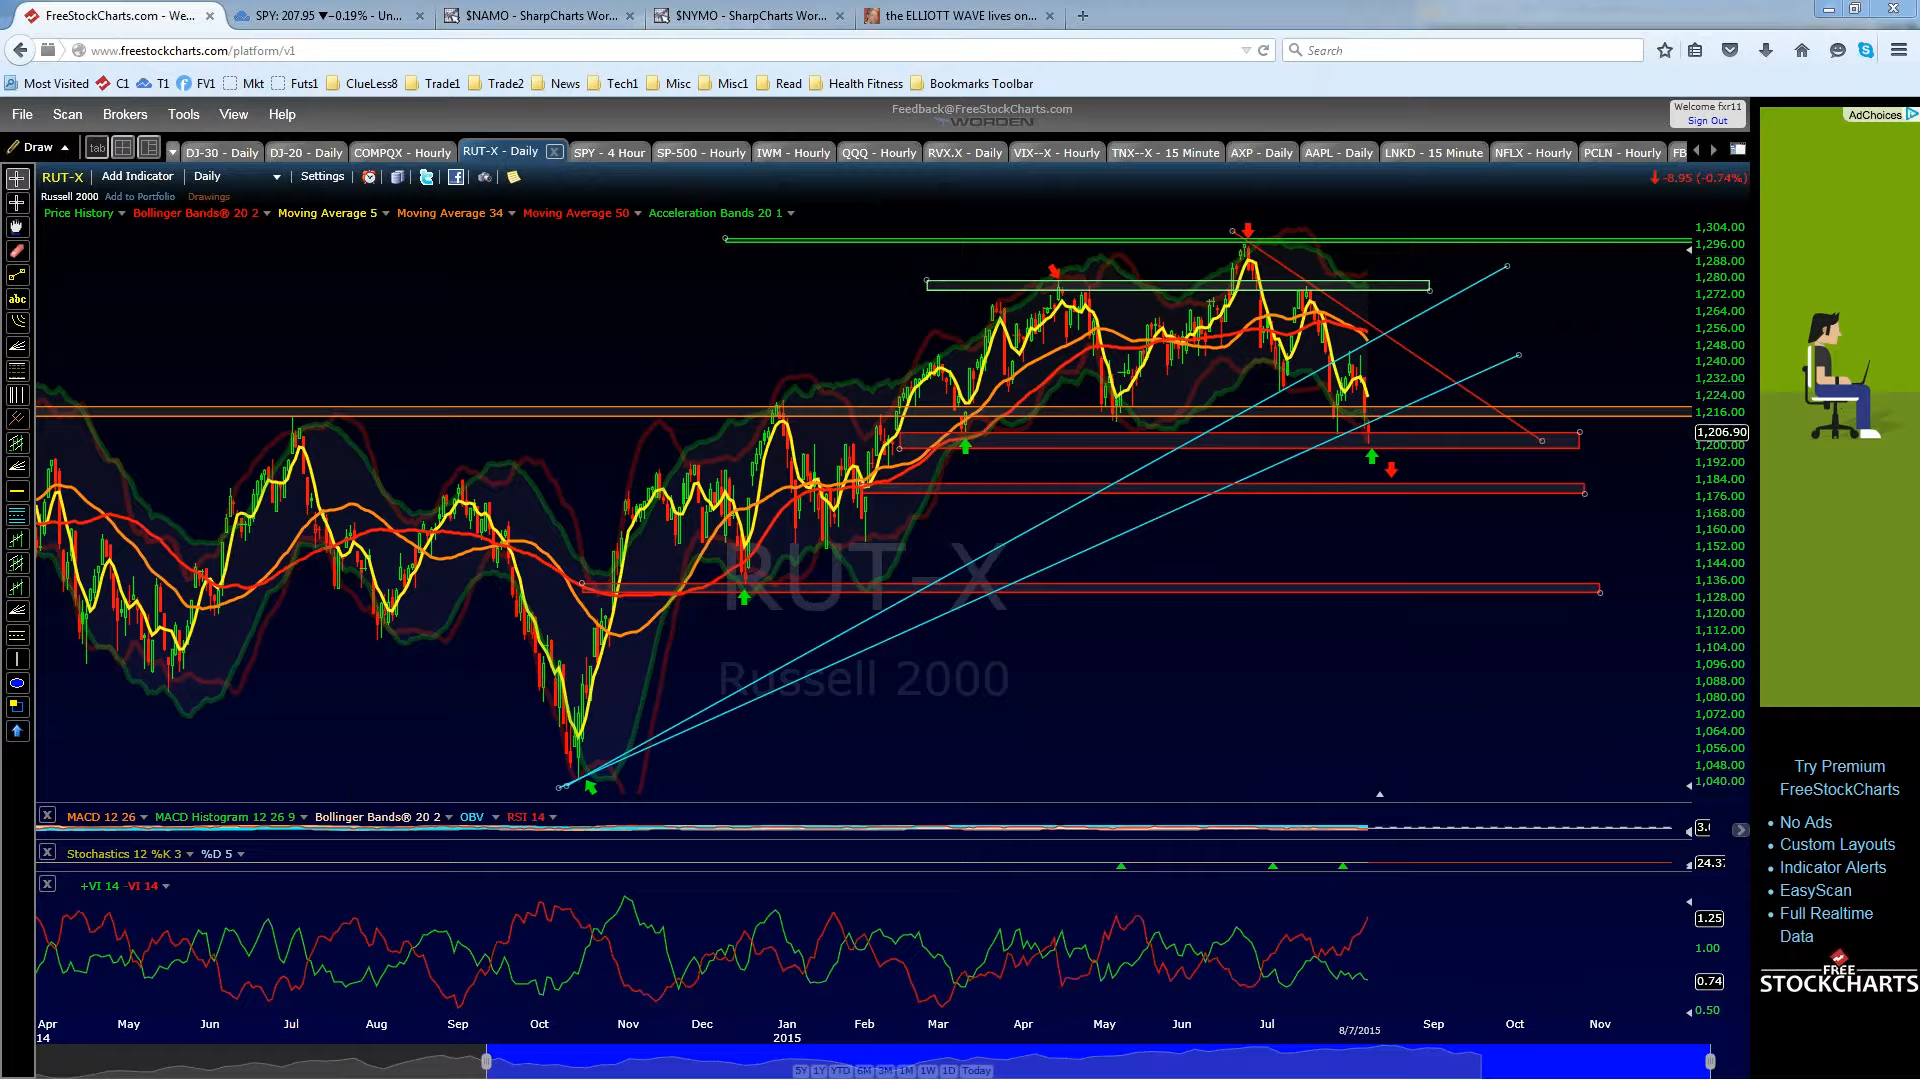 FreeStockCharts.com - We...
SPY: 207.95 ▼−0.19% - Un...
$NAMO - SharpCharts Wor...
$NYMO - SharpCharts Wor...
the ELLIOTT WAVE lives on...
www.freestockcharts.com/platform/v1
Search
Most Visited C1 T1 FV1 Mkt Futs1 ClueLess8 Trade1 Trade2 News Tech1 Misc Misc1 Read Health Fitness Bookmarks Toolbar
File Scan Brokers Tools View Help
Feedback@FreeStockCharts.com
WORDEN
Welcome fxr11
Sign Out
AdChoices
Draw
tab
DJ-30 - Daily DJ-20 - Daily COMPQX - Hourly RUT-X - Daily SPY - 4 Hour SP-500 - Hourly IWM - Hourly QQQ - Hourly RVX.X - Daily VIX--X - Hourly TNX--X - 15 Minute AXP - Daily AAPL - Daily LNKD - 15 Minute NFLX - Hourly PCLN - Hourly FB
RUT-X Add Indicator Daily Settings
-8.95 (-0.74%)
Russell 2000 Add to Portfolio Drawings
Price History Bollinger Bands® 20 2 Moving Average 5 Moving Average 34 Moving Average 50 Acceleration Bands 20 1
abc
1,304.00
1,296.00
1,288.00
1,280.00
1,272.00
1,264.00
1,256.00
1,248.00
1,240.00
1,232.00
1,224.00
1,216.00
1,206.90
1,200.00
1,192.00
1,184.00
1,176.00
1,168.00
1,160.00
1,152.00
1,144.00
1,136.00
1,128.00
1,120.00
1,112.00
1,104.00
1,096.00
1,088.00
1,080.00
1,072.00
1,064.00
1,056.00
1,048.00
1,040.00
RUT-X
Russell 2000
X MACD 12 26 MACD Histogram 12 26 9 Bollinger Bands® 20 2 OBV RSI 14
X Stochastics 12 %K 3 %D 5
24.37
X +VI 14 -VI 14
1.25
1.00
0.74
0.50
Apr May Jun Jul Aug Sep Oct Nov Dec Jan Feb Mar Apr May Jun Jul 8/7/2015 Sep Oct Nov
14 2015
5Y 1Y YTD 6M 3M 1M 1W 1D Today
Try Premium
FreeStockCharts
• No Ads
• Custom Layouts
• Indicator Alerts
• EasyScan
• Full Realtime
Data
FREE
STOCKCHARTS